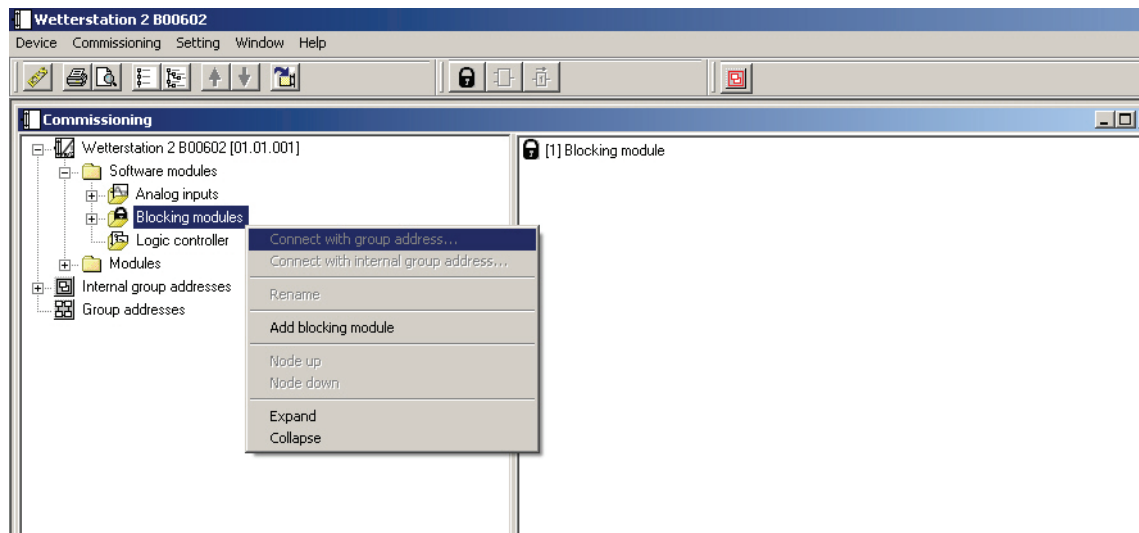 Wetterstation 2 B00602
Device Commissioning Setting Window Help
Commissioning
Wetterstation 2 B00602 [01.01.001]
Software modules
Analog inputs
Blocking modules
Logic controller
Modules
Internal group addresses
Group addresses
Connect with group address...
Connect with internal group address...
Rename
Add blocking module
Node up
Node down
Expand
Collapse
[1] Blocking module